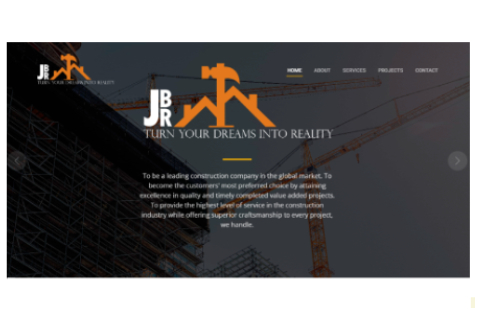 JBR
TURN YOUR DREAMS INTO REALITY
HOME ABOUT SERVICES PROJECTS CONTACT
JBR
TURN YOUR DREAMS INTO REALITY
To be a leading construction company in the global market. To
become the customers' most preferred choice by attaining
excellence in quality and timely completed value added projects.
To provide the highest level of service in the construction
industry while offering superior craftsmanship to every project,
we handle.